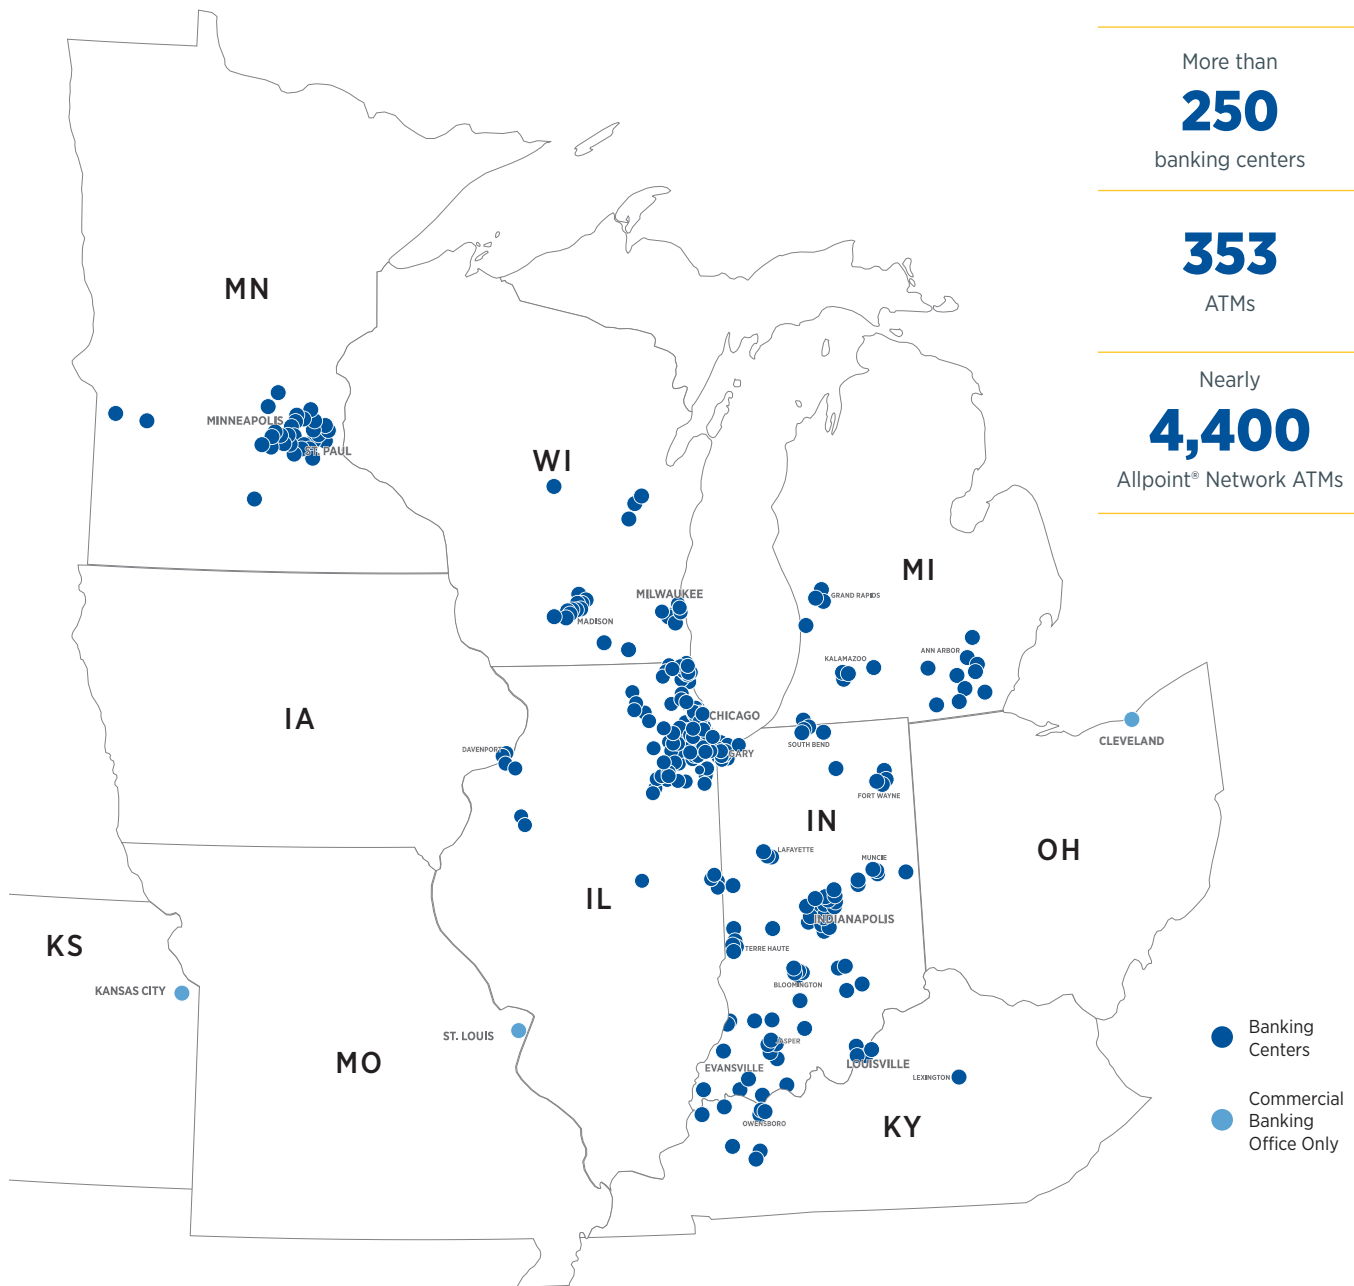 More than
250
banking centers
353
ATMs
Nearly
4,400
Allpoint® Network ATMs
MN
MINNEAPOLIS
ST. PAUL
WI
MILWAUKEE
MADISON
MI
GRAND RAPIDS
KALAMAZOO
ANN ARBOR
IA
DAVENPORT
CHICAGO
GARY
SOUTH BEND
CLEVELAND
FORT WAYNE
IN
OH
LAFAYETTE
MUNCIE
IL
INDIANAPOLIS
KS
TERRE HAUTE
BLOOMINGTON
KANSAS CITY
ST. LOUIS
JASPER
MO
EVANSVILLE
LOUISVILLE
LEXINGTON
OWENSBORO
KY
Banking
Centers
Commercial
Banking
Office Only